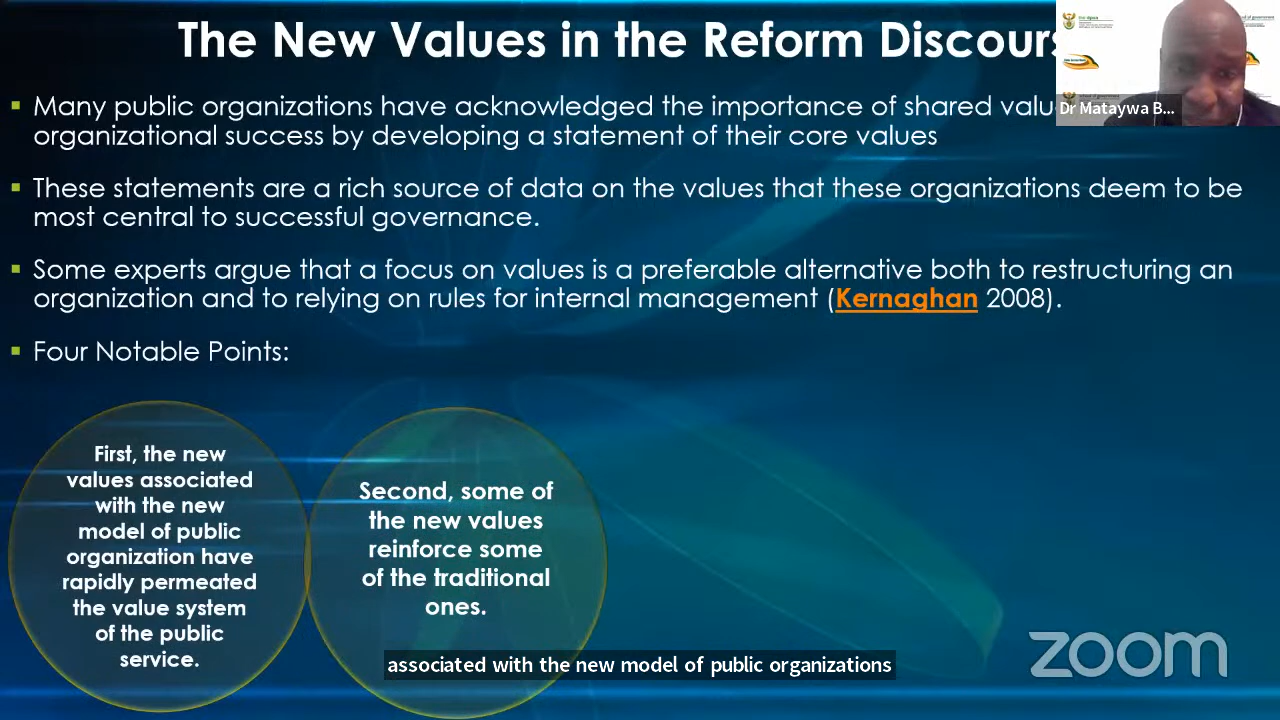 The New Values in the Reform Discours
▪ Many public organizations have acknowledged the importance of shared valu
organizational success by developing a statement of their core values
▪ These statements are a rich source of data on the values that these organizations deem to be
most central to successful governance.
▪ Some experts argue that a focus on values is a preferable alternative both to restructuring an
organization and to relying on rules for internal management (Kernaghan 2008).
▪ Four Notable Points:
First, the new
values associated
with the new
model of public
organization have
rapidly permeated
the value system
of the public
service.
Second, some of
the new values
reinforce some
of the traditional
ones.
associated with the new model of public organizations
Dr Mataywa B...
zoom